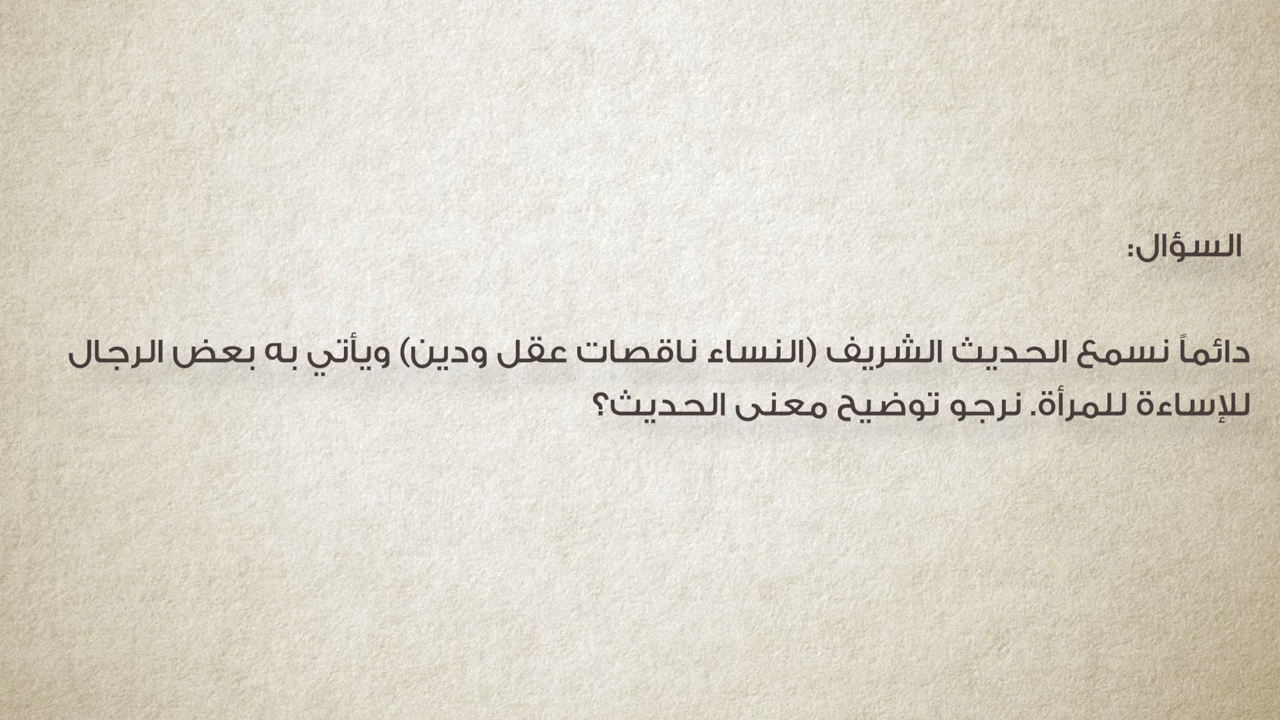 السؤال:
دائماً نسمع الحديث الشريف (النساء ناقصات عقل ودين) ويأتي به بعض الرجال
للإساءة للمرأة. نرجو توضيح معنى الحديث؟